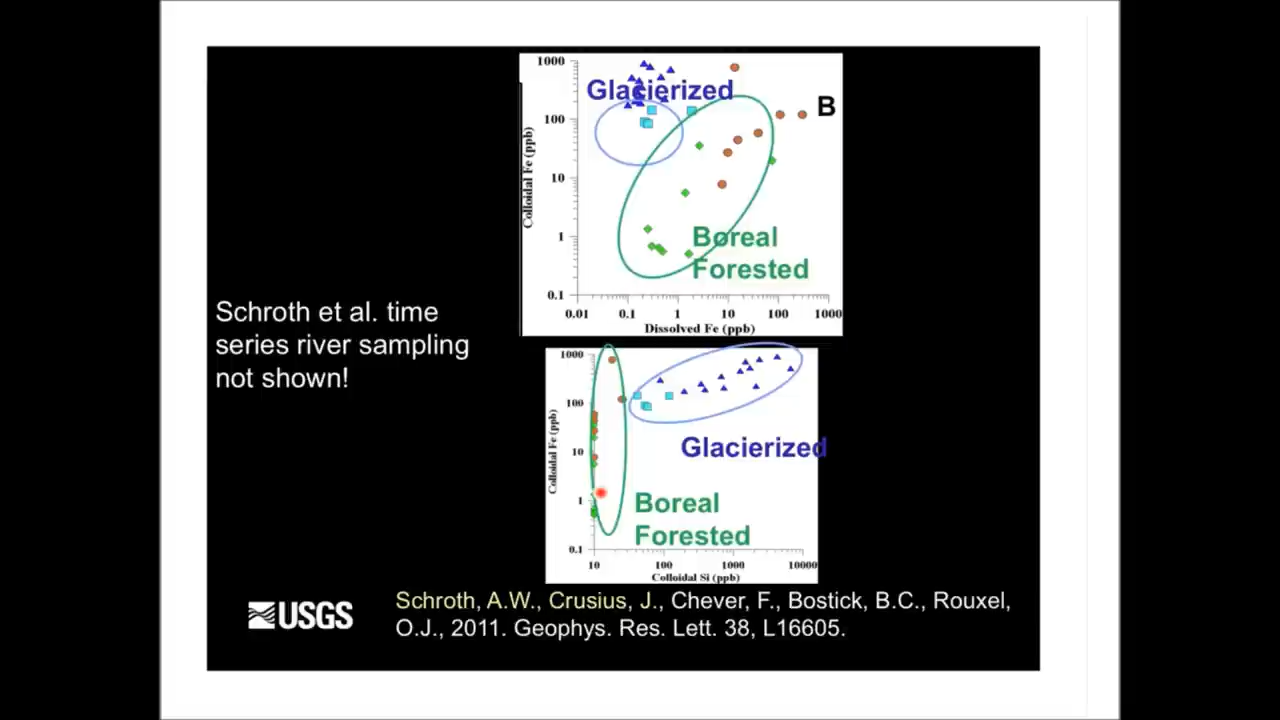 1000
Glacierized
B
100
10
1
0.1
Colloidal Fe (ppb)
Boreal
Forested
0.01 0.1 1 10 100 1000
Dissolved Fe (ppb)
Schroth et al. time
series river sampling
not shown!
1000
100
10
1
0.1
Colloidal Fe (ppb)
Glacierized
Boreal
Forested
10 100 1000 10000
Colloidal Si (ppb)
USGS
Schroth, A.W., Crusius, J., Chever, F., Bostick, B.C., Rouxel,
O.J., 2011. Geophys. Res. Lett. 38, L16605.